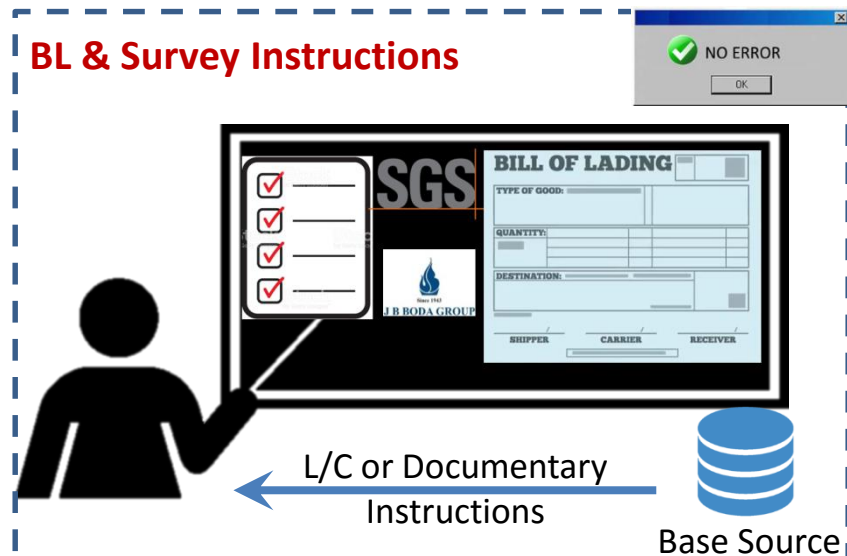 BL & Survey Instructions
NO ERROR
OK
SGS
BILL OF LADING
TYPE OF GOOD:
QUANTITY:
DESTINATION:
SHIPPER CARRIER RECEIVER
Since 1943
J B BODA GROUP
L/C or Documentary
Instructions
Base Source